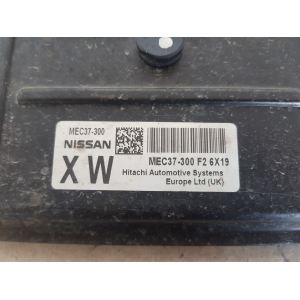 MEC37-300
NISSAN
X W
MEC37-300 F2 6X19
Hitachi Automotive Systems
Europe Ltd (UK)